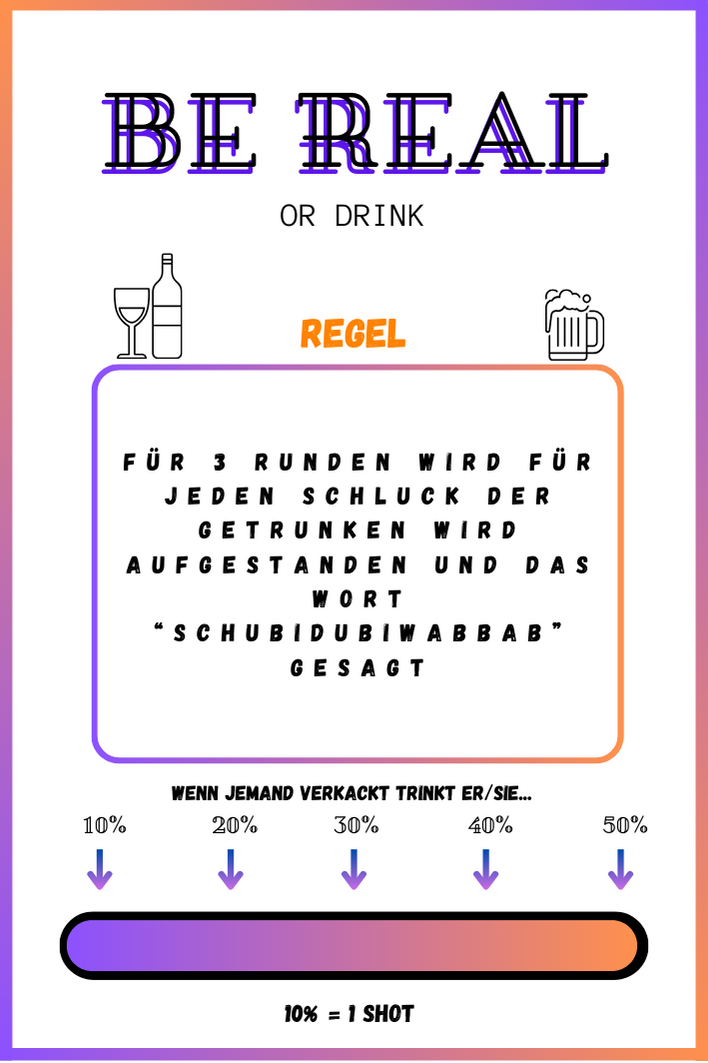 BE REAL
OR DRINK
REGEL
FÜR 3 RUNDEN WIRD FÜR
JEDEN SCHLUCK DER
GETRUNKEN WIRD
AUFGESTANDEN UND DAS
WORT
“SCHUBIDUBIWABBAB”
GESAGT
WENN JEMAND VERKACKT TRINKT ER/SIE...
10% 20% 30% 40% 50%
10% = 1 SHOT